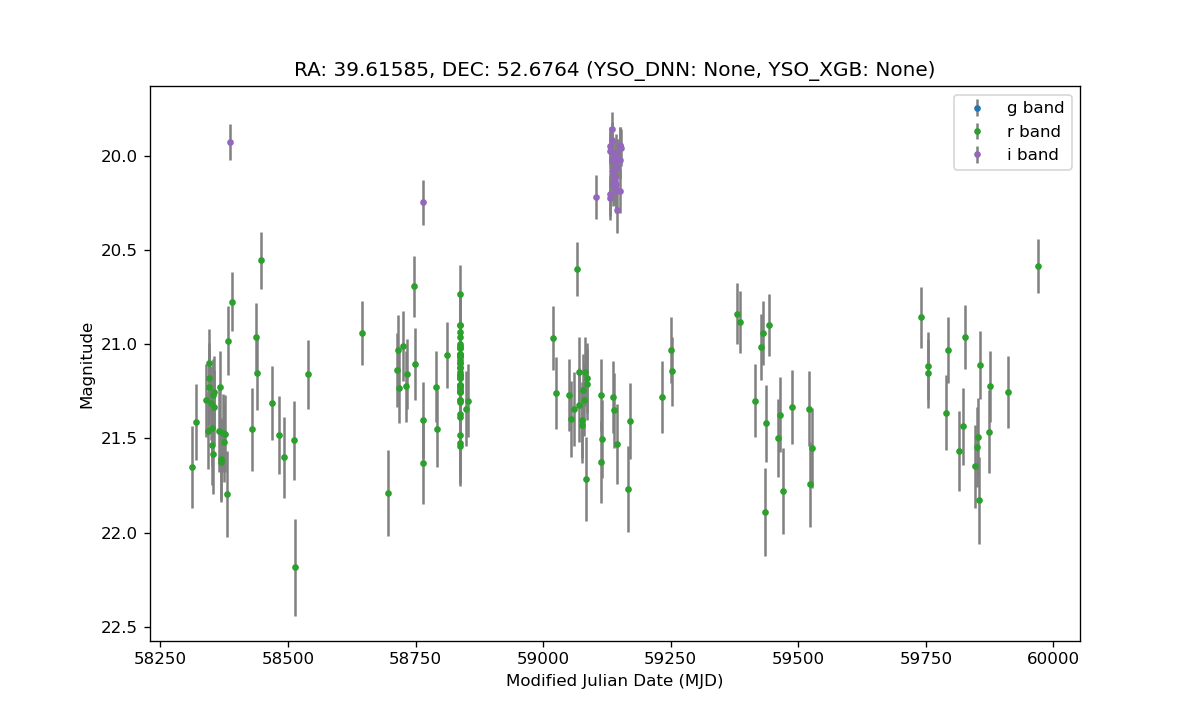 RA: 39.61585, DEC: 52.6764 (YSO_DNN: None, YSO_XGB: None)
g band
r band
i band
20.0
20.5
21.0
21.5
22.0
22.5
Magnitude
58250 58500 58750 59000 59250 59500 59750 60000
Modified Julian Date (MJD)